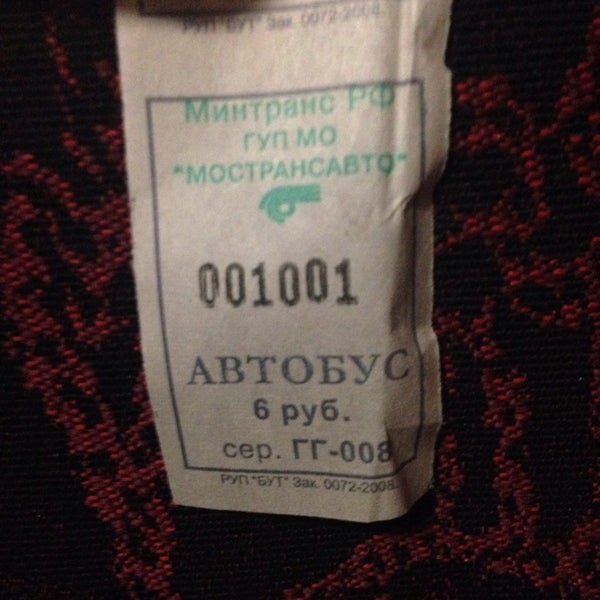 РУП "БУТ" Зак. 0072-2008.
Минтранс РФ
ГУП МО
"МОСТРАНСАВТО"
001001
АВТОБУС
6 руб.
сер. ГГ-008
РУП "БУТ" Зак. 0072-2008.